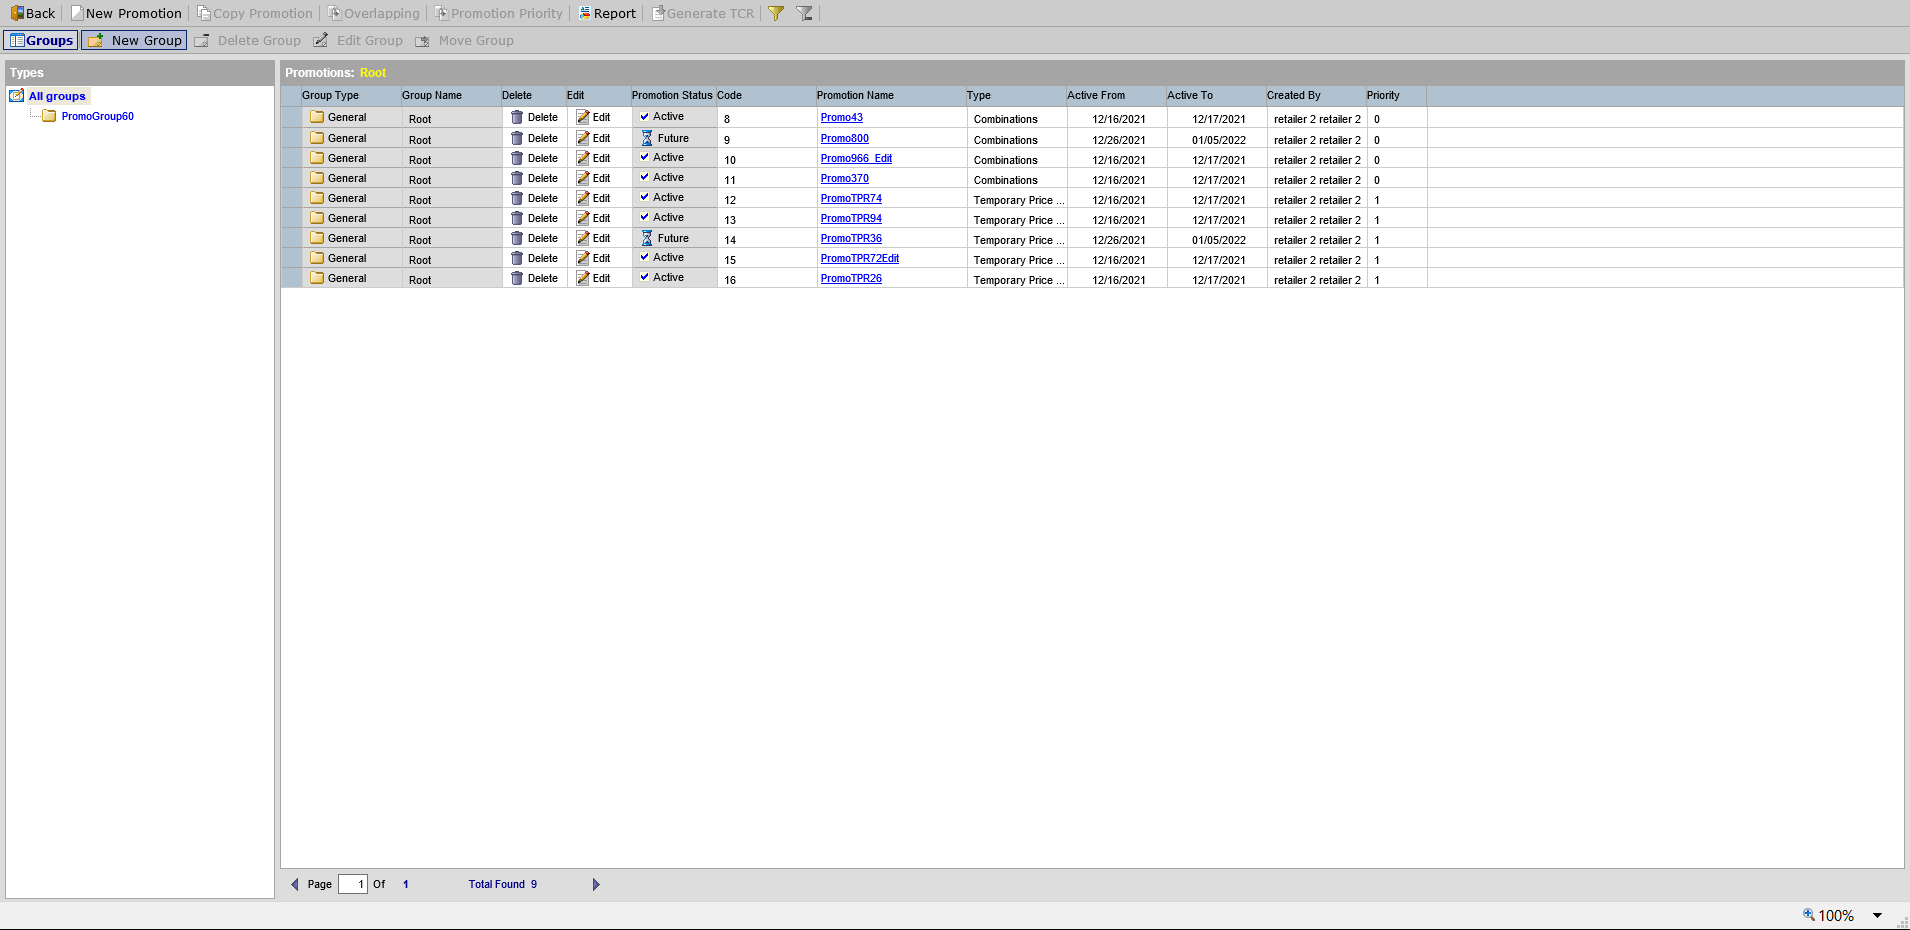 Back New Promotion Copy Promotion Overlapping Promotion Priority Report Generate TCR
Groups New Group Delete Group Edit Group Move Group
Types
All groups
PromoGroup60
Promotions: Root
Group Type Group Name Delete Edit Promotion Status Code Promotion Name Type Active From Active To Created By Priority
General Root Delete Edit Active 8 Promo43 Combinations 12/16/2021 12/17/2021 retailer 2 retailer 2 0
General Root Delete Edit Future 9 Promo800 Combinations 12/26/2021 01/05/2022 retailer 2 retailer 2 0
General Root Delete Edit Active 10 Promo966_Edit Combinations 12/16/2021 12/17/2021 retailer 2 retailer 2 0
General Root Delete Edit Active 11 Promo370 Combinations 12/16/2021 12/17/2021 retailer 2 retailer 2 0
General Root Delete Edit Active 12 PromoTPR74 Temporary Price ... 12/16/2021 12/17/2021 retailer 2 retailer 2 1
General Root Delete Edit Active 13 PromoTPR94 Temporary Price ... 12/16/2021 12/17/2021 retailer 2 retailer 2 1
General Root Delete Edit Future 14 PromoTPR36 Temporary Price ... 12/26/2021 01/05/2022 retailer 2 retailer 2 1
General Root Delete Edit Active 15 PromoTPR72Edit Temporary Price ... 12/16/2021 12/17/2021 retailer 2 retailer 2 1
General Root Delete Edit Active 16 PromoTPR26 Temporary Price ... 12/16/2021 12/17/2021 retailer 2 retailer 2 1
Page 1 Of 1 Total Found 9
100%